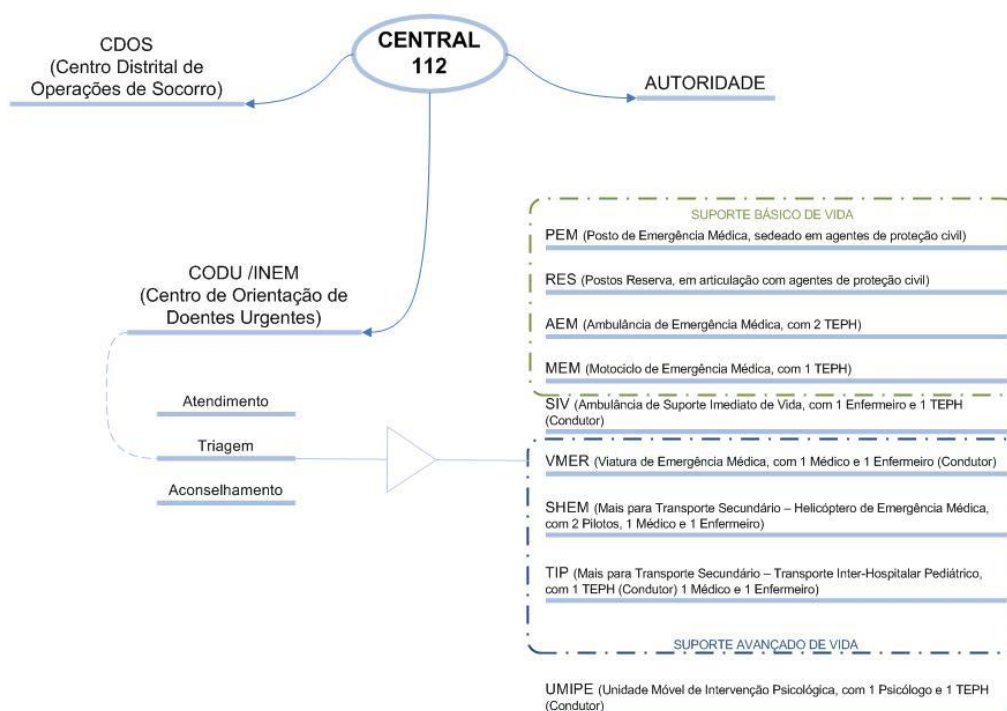 CENTRAL
112
CDOS
(Centro Distrital de
Operações de Socorro)
AUTORIDADE
CODU /INEM
(Centro de Orientação de
Doentes Urgentes)
Atendimento
Triagem
Aconselhamento
SUPORTE BÁSICO DE VIDA
PEM (Posto de Emergência Médica, sedeado em agentes de proteção civil)
RES (Postos Reserva, em articulação com agentes de proteção civil)
AEM (Ambulância de Emergência Médica, com 2 TEPH)
MEM (Motociclo de Emergência Médica, com 1 TEPH)
SIV (Ambulância de Suporte Imediato de Vida, com 1 Enfermeiro e 1 TEPH
(Condutor)
VMER (Viatura de Emergência Médica, com 1 Médico e 1 Enfermeiro (Condutor)
SHEM (Mais para Transporte Secundário – Helicóptero de Emergência Médica,
com 2 Pilotos, 1 Médico e 1 Enfermeiro)
TIP (Mais para Transporte Secundário – Transporte Inter-Hospitalar Pediátrico,
com 1 TEPH (Condutor) 1 Médico e 1 Enfermeiro)
SUPORTE AVANÇADO DE VIDA
UMIPE (Unidade Móvel de Intervenção Psicológica, com 1 Psicólogo e 1 TEPH
(Condutor)